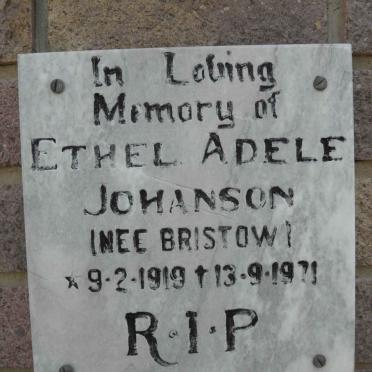 In Loving
Memory of
ETHEL ADELE
JOHANSON
(NEE BRISTOW)
* 9·2·1919 † 13·9·1971
R·I·P